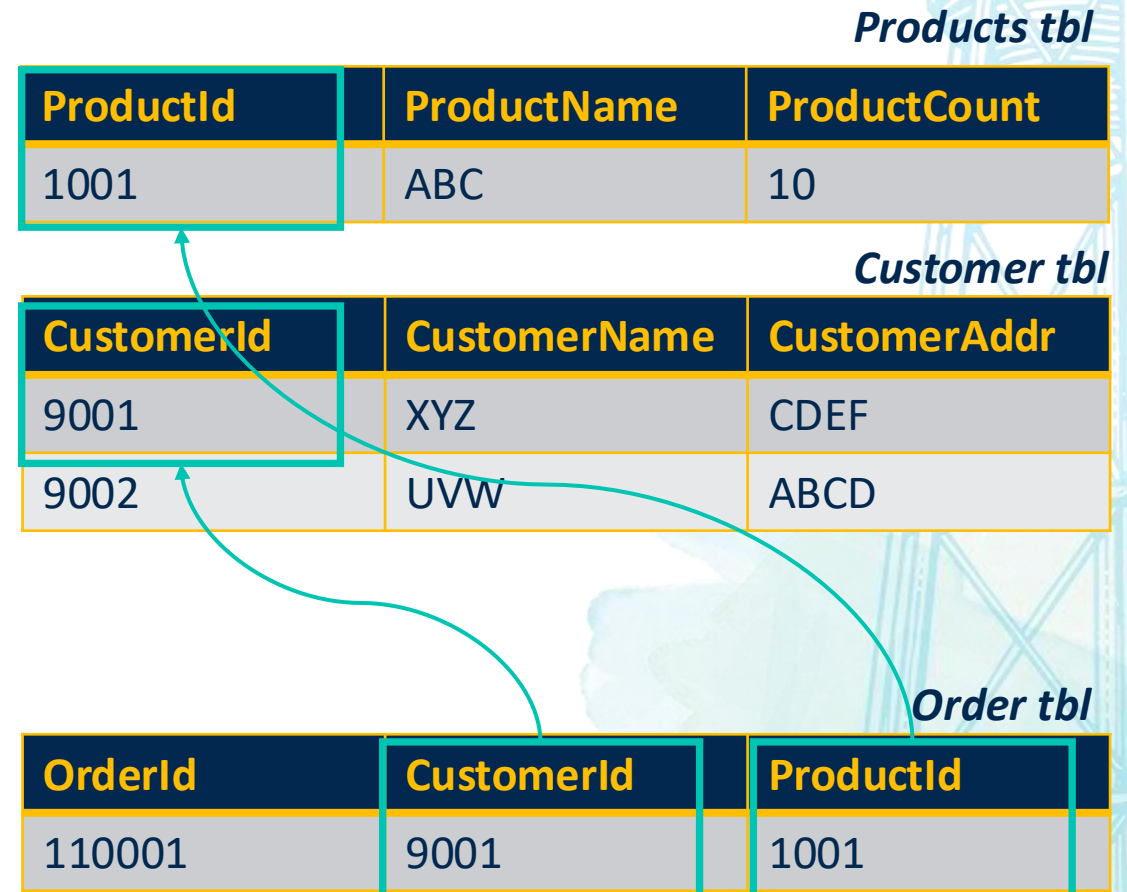 Products tbl
ProductId ProductName ProductCount
1001 ABC 10
Customer tbl
CustomerId CustomerName CustomerAddr
9001 XYZ CDEF
9002 UVW ABCD
Order tbl
OrderId CustomerId ProductId
110001 9001 1001